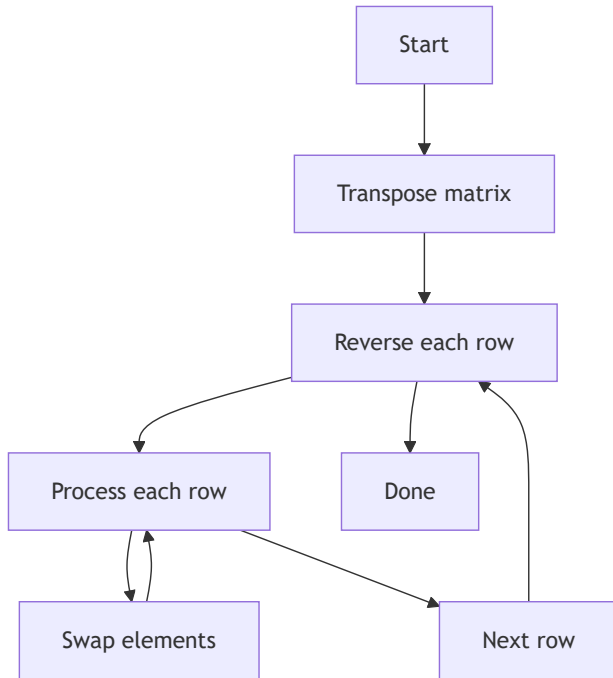 Start
Transpose matrix
Reverse each row
Process each row
Done
Swap elements
Next row